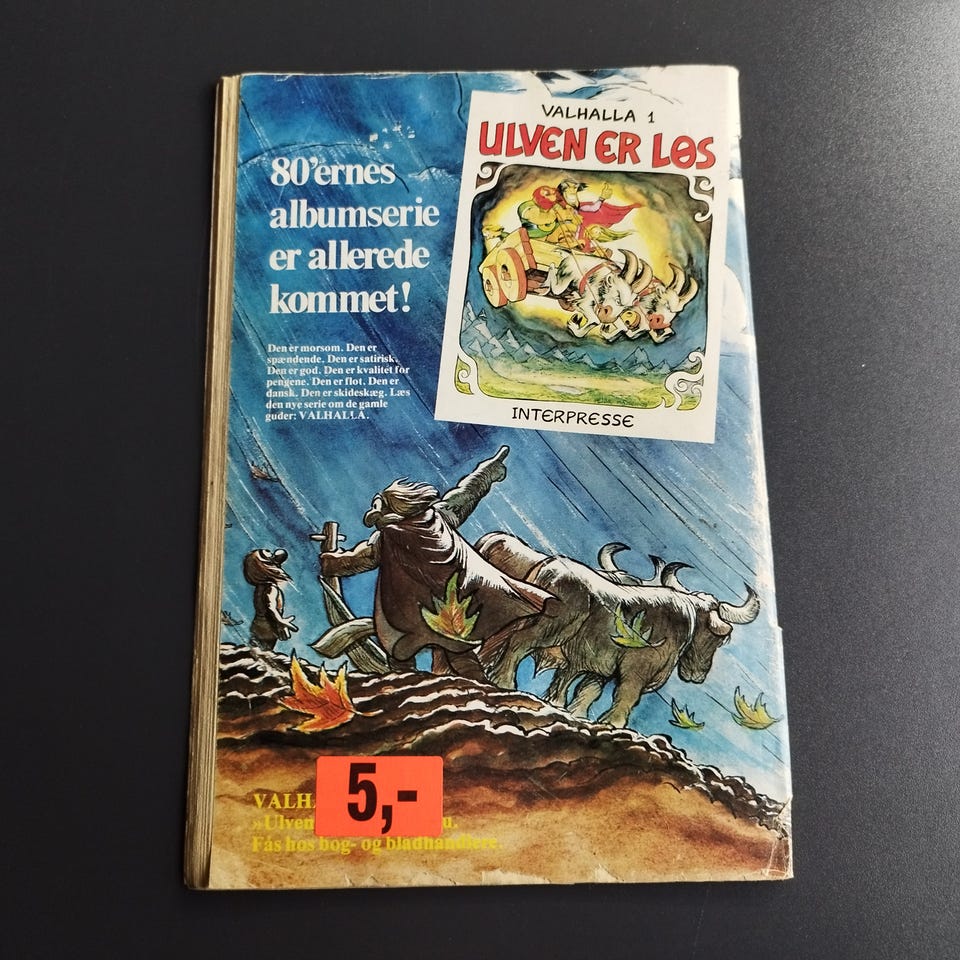 VALHALLA 1
ULVEN ER LØS
80'ernes
albumserie
er allerede
kommet!
Den er morsom. Den er
spændende. Den er satirisk.
Den er god. Den er kvalitet for
pengene. Den er flot. Den er
dansk. Den er skideskæg. Læs
den nye serie om de gamle
guder: VALHALLA.
INTERPRESSE
5,-
VALH
»Ulven
Fås hos bog- og bladhandlere